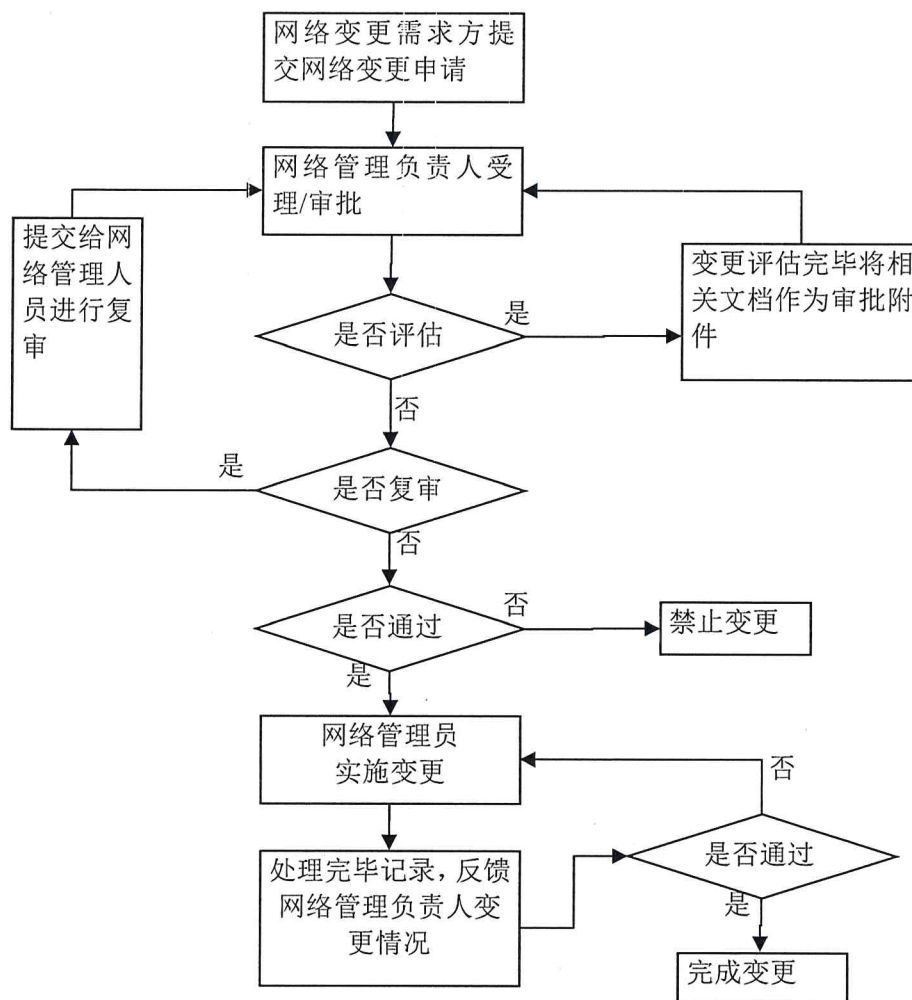 网络变更需求方提
交网络变更申请
网络管理负责人受
理/审批
提交给网
络管理人
员进行复
审
变更评估完毕将相
关文档作为审批附
件
是否评估
是
否
是
是否复审
否
是否通过
否
禁止变更
是
网络管理员
实施变更
否
处理完毕记录，反馈
网络管理负责人变
更情况
是否通过
是
完成变更